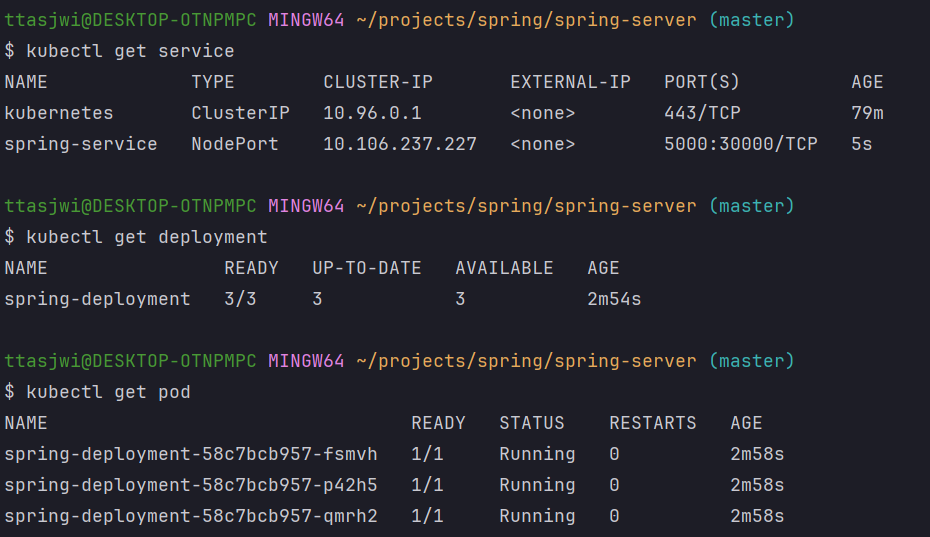 ttasjwi@DESKTOP-OTNPMPC MINGW64 ~/projects/spring/spring-server (master)
$ kubectl get service
NAME             TYPE        CLUSTER-IP       EXTERNAL-IP   PORT(S)          AGE
kubernetes       ClusterIP   10.96.0.1        <none>        443/TCP          79m
spring-service   NodePort    10.106.237.227   <none>        5000:30000/TCP   5s
ttasjwi@DESKTOP-OTNPMPC MINGW64 ~/projects/spring/spring-server (master)
$ kubectl get deployment
NAME                READY   UP-TO-DATE   AVAILABLE   AGE
spring-deployment   3/3     3            3           2m54s
ttasjwi@DESKTOP-OTNPMPC MINGW64 ~/projects/spring/spring-server (master)
$ kubectl get pod
NAME                                 READY   STATUS    RESTARTS   AGE
spring-deployment-58c7bcb957-fsmvh   1/1     Running   0          2m58s
spring-deployment-58c7bcb957-p42h5   1/1     Running   0          2m58s
spring-deployment-58c7bcb957-qmrh2   1/1     Running   0          2m58s